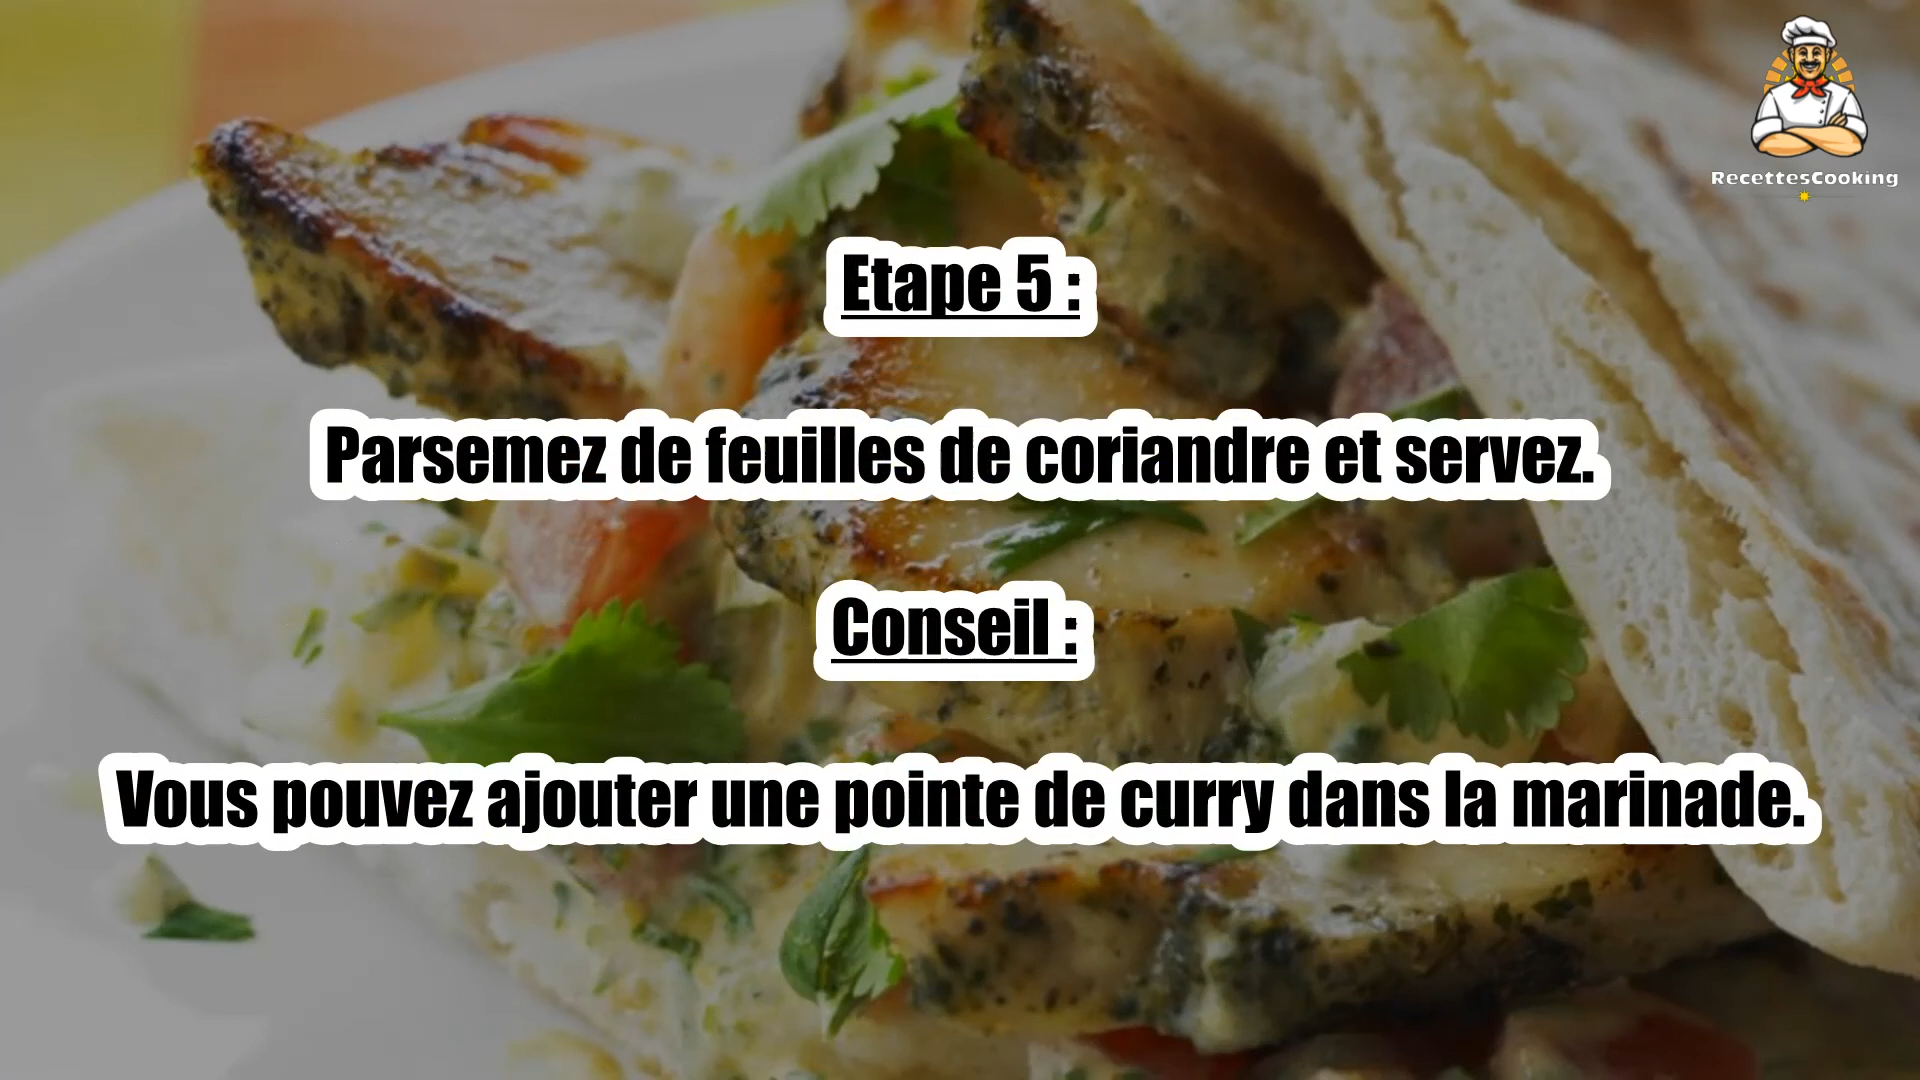 RecettesCooking
Etape 5 :
Parsemez de feuilles de coriandre et servez.
Conseil :
Vous pouvez ajouter une pointe de curry dans la marinade.